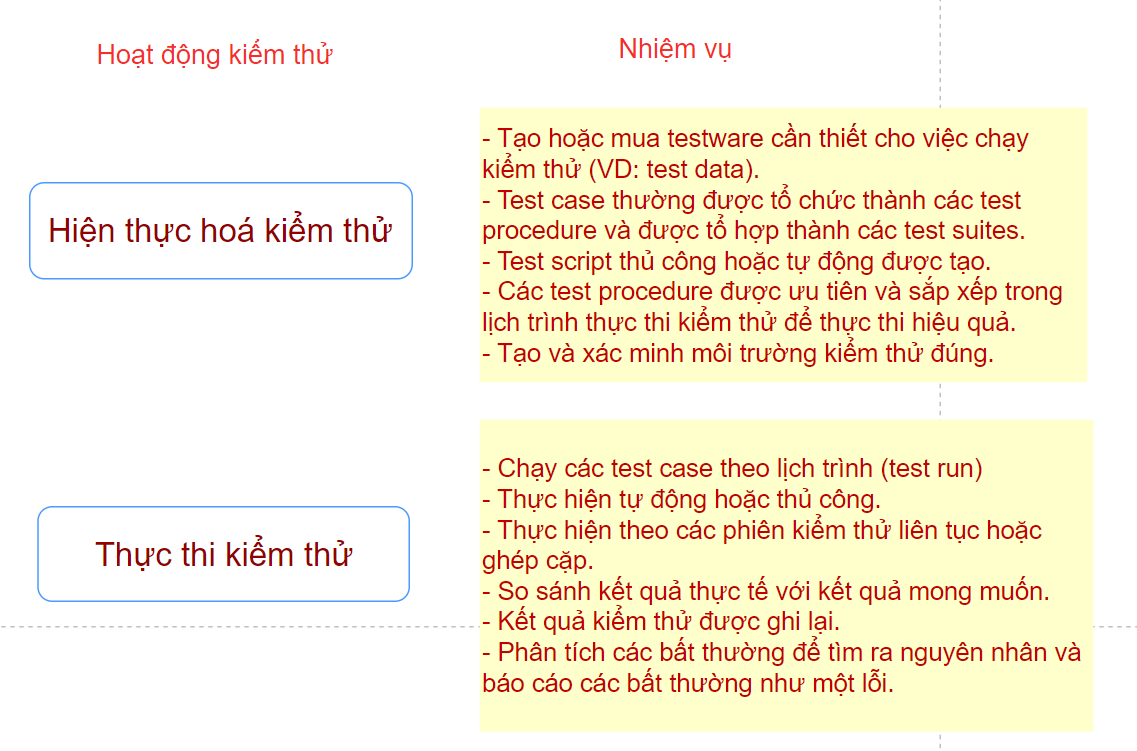 Hoạt động kiểm thử
Nhiệm vụ
Hiện thực hoá kiểm thử
- Tạo hoặc mua testware cần thiết cho việc chạy
kiểm thử (VD: test data).
- Test case thường được tổ chức thành các test
procedure và được tổ hợp thành các test suites.
- Test script thủ công hoặc tự động được tạo.
- Các test procedure được ưu tiên và sắp xếp trong
lịch trình thực thi kiểm thử để thực thi hiệu quả.
- Tạo và xác minh môi trường kiểm thử đúng.
Thực thi kiểm thử
- Chạy các test case theo lịch trình (test run)
- Thực hiện tự động hoặc thủ công.
- Thực hiện theo các phiên kiểm thử liên tục hoặc
ghép cặp.
- So sánh kết quả thực tế với kết quả mong muốn.
- Kết quả kiểm thử được ghi lại.
- Phân tích các bất thường để tìm ra nguyên nhân và
báo cáo các bất thường như một lỗi.